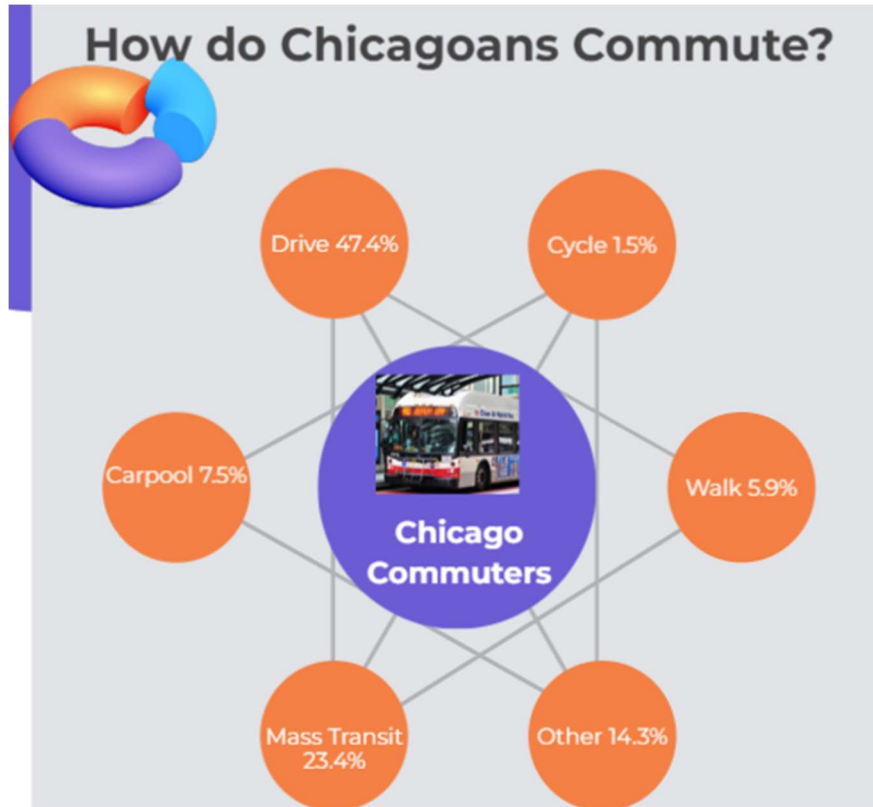 How do Chicagoans Commute?
Drive 47.4%
Cycle 1.5%
Carpool 7.5%
Walk 5.9%
Chicago
Commuters
Mass Transit
23.4%
Other 14.3%